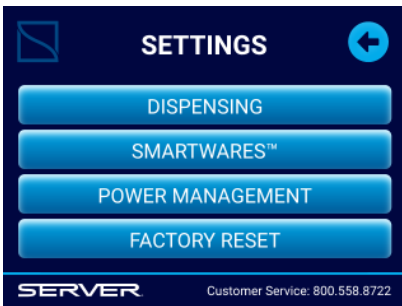 SETTINGS
DISPENSING
SMARTWARES™
POWER MANAGEMENT
FACTORY RESET
SERVER Customer Service: 800.558.8722